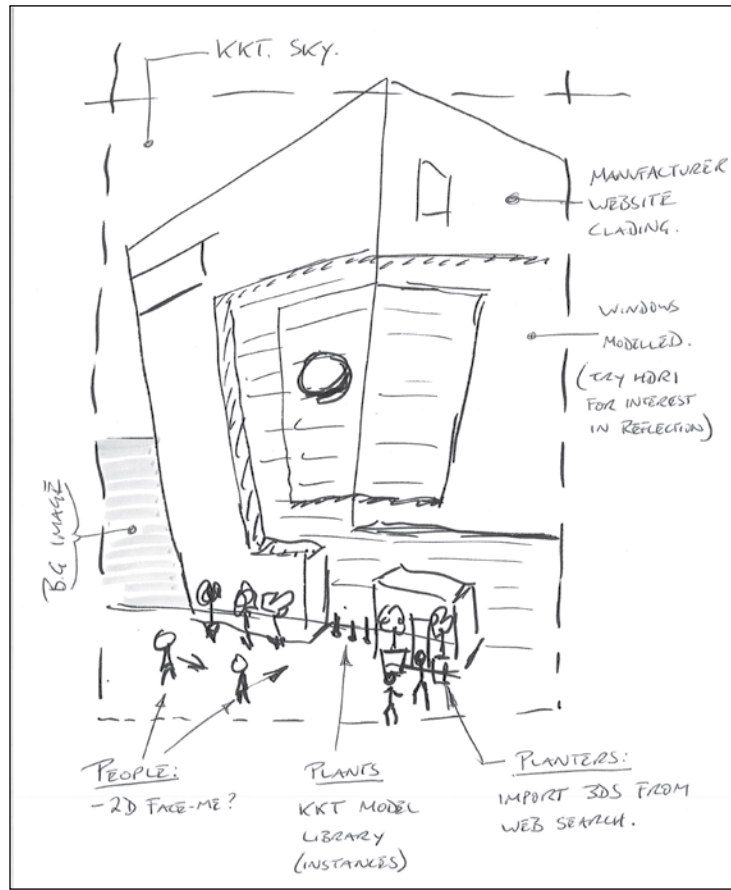 KKT. SKY.
MANUFACTURER
WEBSITE
CLADING.
WINDOWS
MODELLED.
(TRY HDRI
FOR INTEREST
IN REFLECTION)
B.G IMAGE
PEOPLE:
- 2D FACE-ME?
PLANTS
KKT MODEL
LIBRARY
(INSTANCES)
PLANTERS:
IMPORT 3DS FROM
WEB SEARCH.